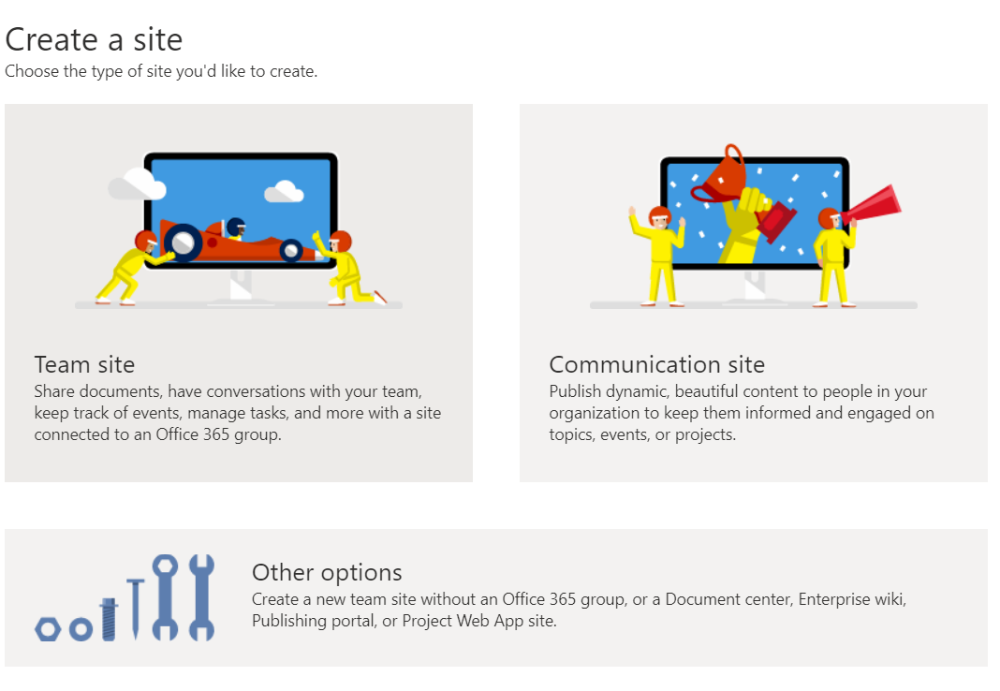 Create a site
Choose the type of site you'd like to create.
Team site
Share documents, have conversations with your team,
keep track of events, manage tasks, and more with a site
connected to an Office 365 group.
Communication site
Publish dynamic, beautiful content to people in your
organization to keep them informed and engaged on
topics, events, or projects.
Other options
Create a new team site without an Office 365 group, or a Document center, Enterprise wiki,
Publishing portal, or Project Web App site.